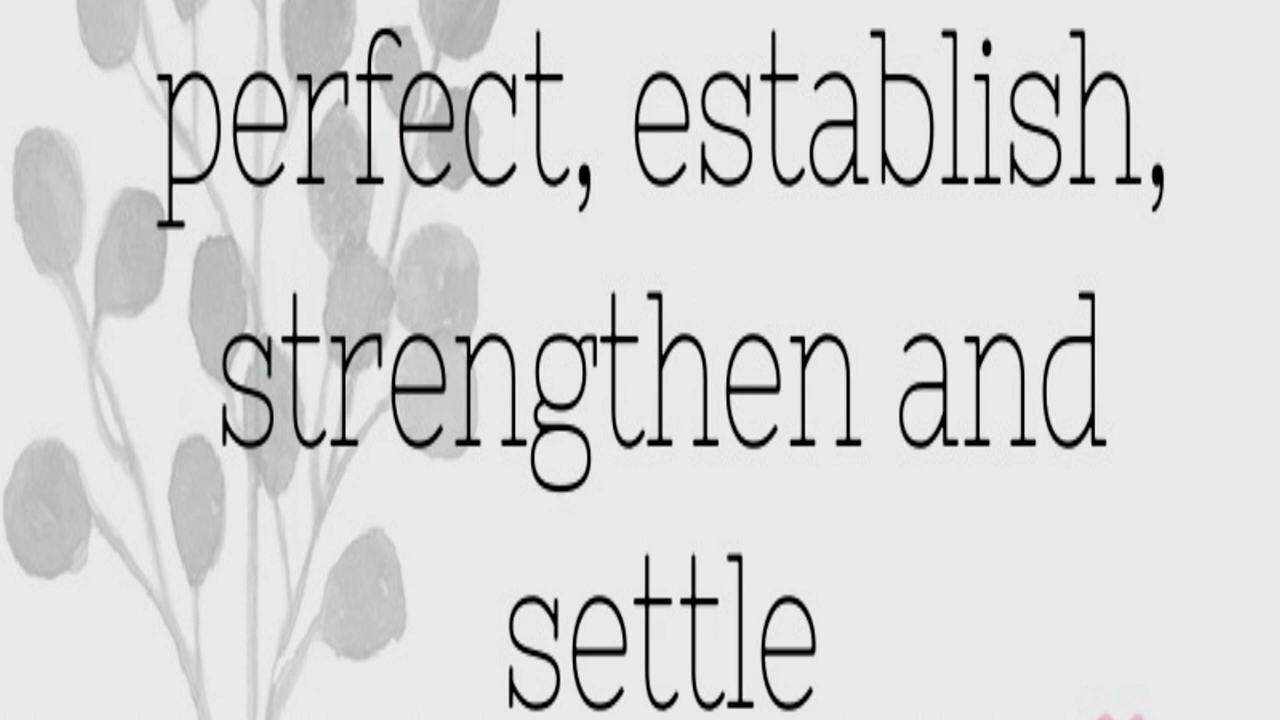 perfect, establish,
strengthen and
settle